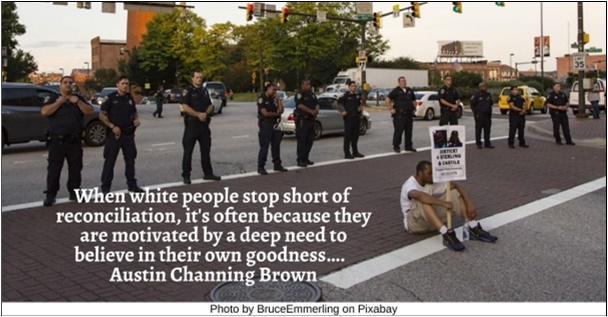 35
JUSTICE
4 STERLING
& CASTILE
When white people stop short of
reconciliation, it's often because they
are motivated by a deep need to
believe in their own goodness....
Austin Channing Brown
Photo by BruceEmmerling on Pixabay